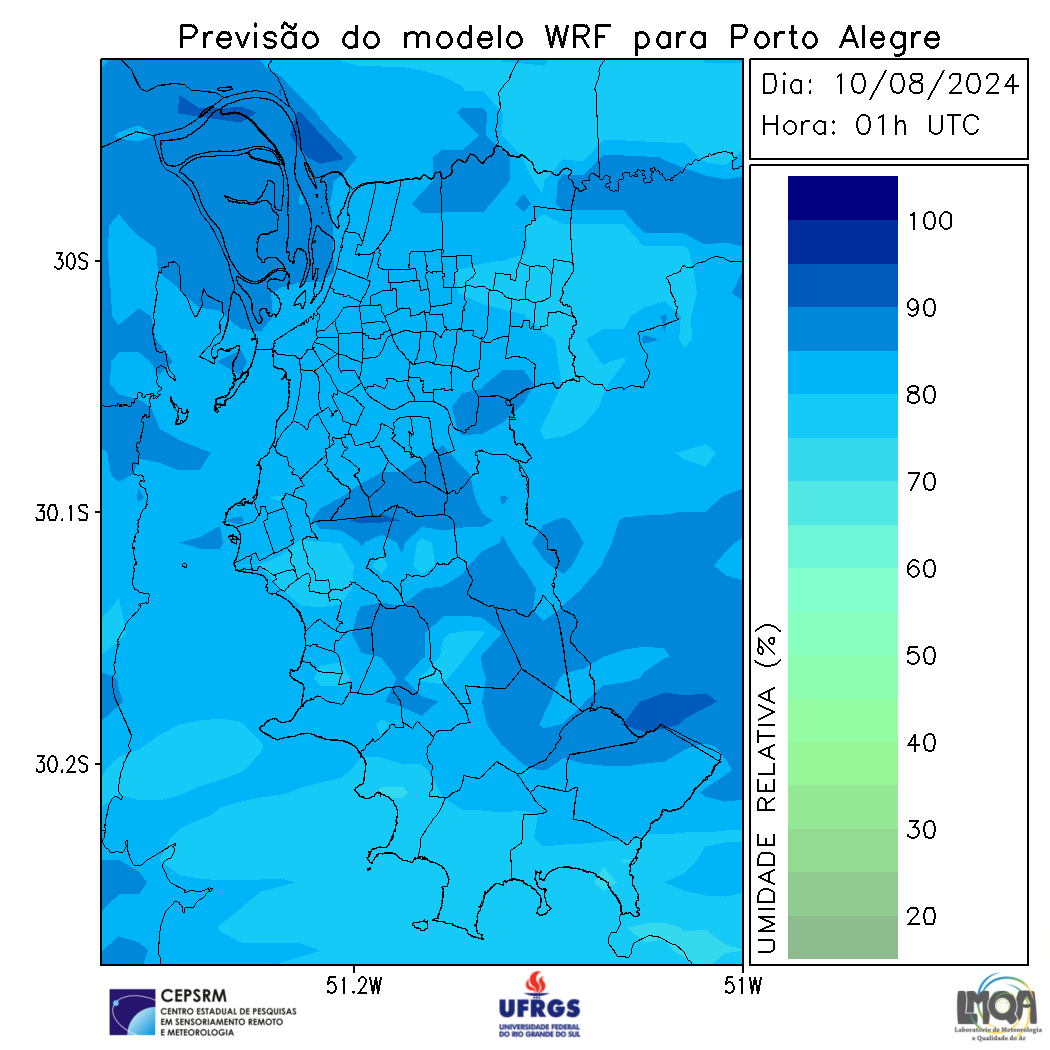 Previsão do modelo WRF para Porto Alegre
Dia: 10/08/2024
Hora: 01h UTC
30S
30.1S
30.2S
51.2W
51W
100
90
80
70
60
50
40
30
20
UMIDADE RELATIVA (%)
CEPSRM
CENTRO ESTADUAL DE PESQUISAS
EM SENSORIAMENTO REMOTO
E METEOROLOGIA
UFRGS
UNIVERSIDADE FEDERAL
DO RIO GRANDE DO SUL
LMQA
Laboratório de Meteorologia
e Qualidade do Ar